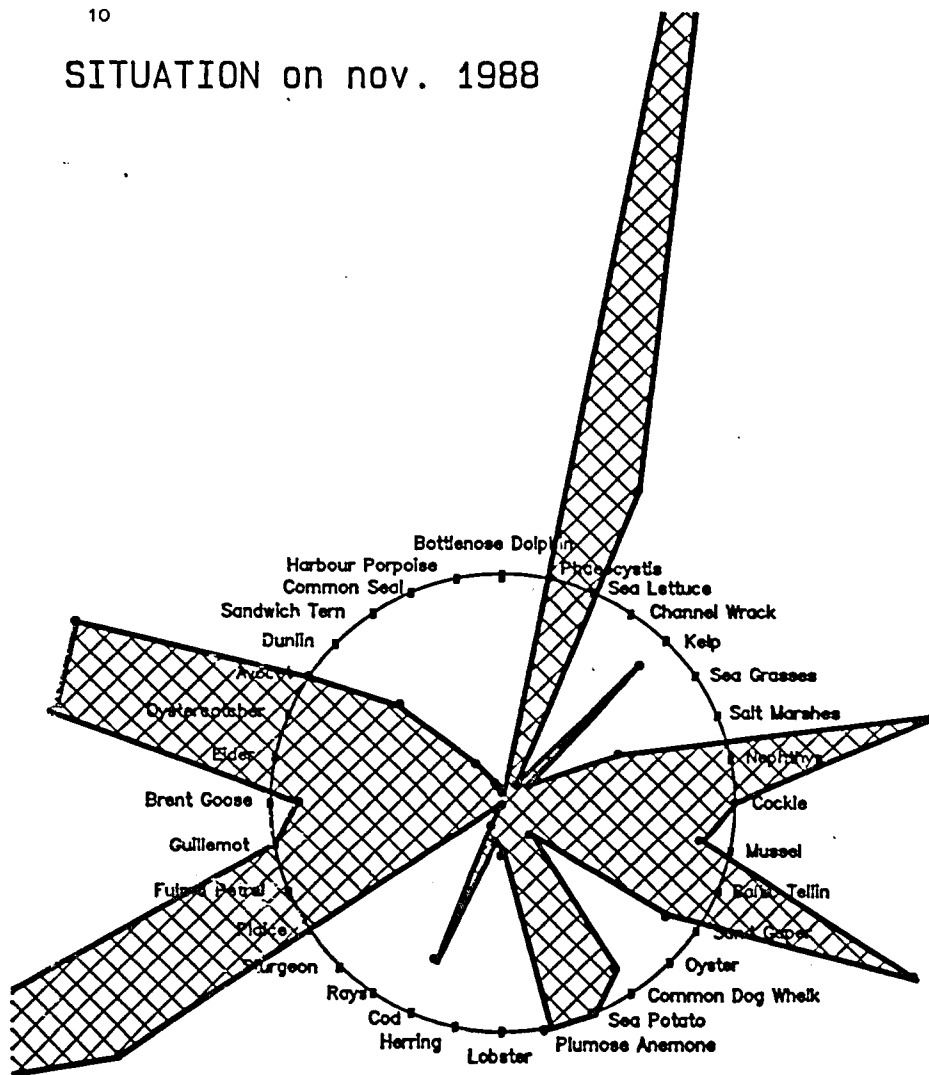 10
SITUATION on nov. 1988
Bottlenose Dolphin
Harbour Porpoise
Phaeocystis
Common Seal
Sea Lettuce
Sandwich Tern
Channel Wrack
Dunlin
Kelp
Avocet
Sea Grasses
Oystercatcher
Salt Marshes
Eider
Nephthys
Brent Goose
Cockle
Guillemot
Mussel
Fulmar Petrel
Baltic Tellin
Plaice
Sand Gaper
Sturgeon
Oyster
Rays
Common Dog Whelk
Cod
Sea Potato
Herring
Plumose Anemone
Lobster